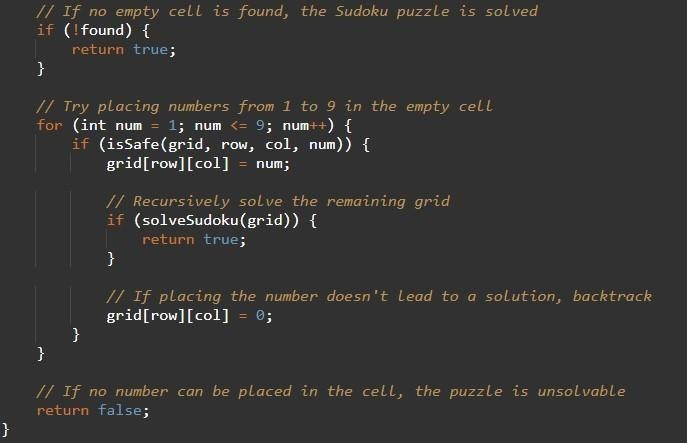 // If no empty cell is found, the Sudoku puzzle is solved
if (!found) {
return true;
}
// Try placing numbers from 1 to 9 in the empty cell
for (int num = 1; num <= 9; num++) {
if (isSafe(grid, row, col, num)) {
grid[row][col] = num;
// Recursively solve the remaining grid
if (solveSudoku(grid)) {
return true;
}
// If placing the number doesn't lead to a solution, backtrack
grid[row][col] = 0;
}
}
// If no number can be placed in the cell, the puzzle is unsolvable
return false;
}